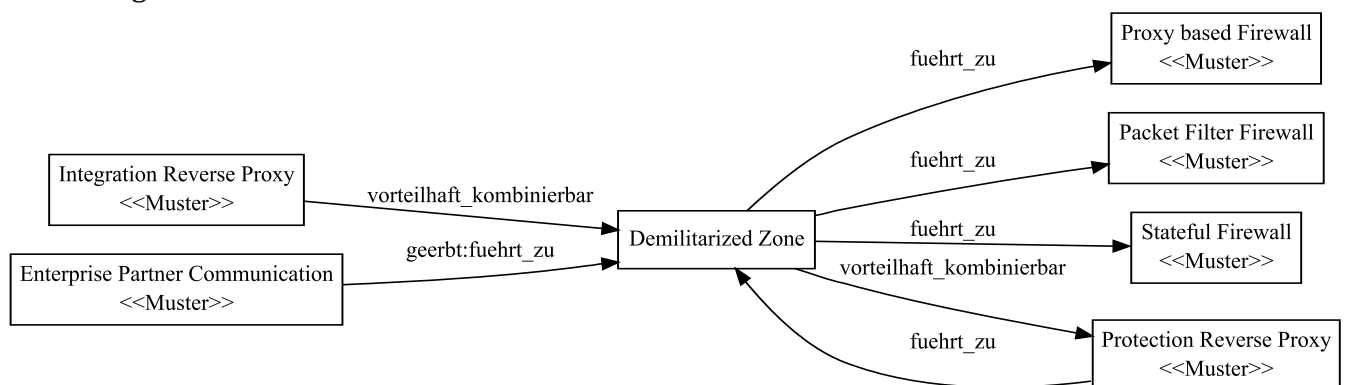 Proxy based Firewall
<<Muster>>
fuehrt_zu
Packet Filter Firewall
<<Muster>>
fuehrt_zu
Integration Reverse Proxy
<<Muster>>
vorteilhaft_kombinierbar
Demilitarized Zone
fuehrt_zu
Stateful Firewall
<<Muster>>
geerbt:fuehrt_zu
Enterprise Partner Communication
<<Muster>>
vorteilhaft_kombinierbar
fuehrt_zu
Protection Reverse Proxy
<<Muster>>